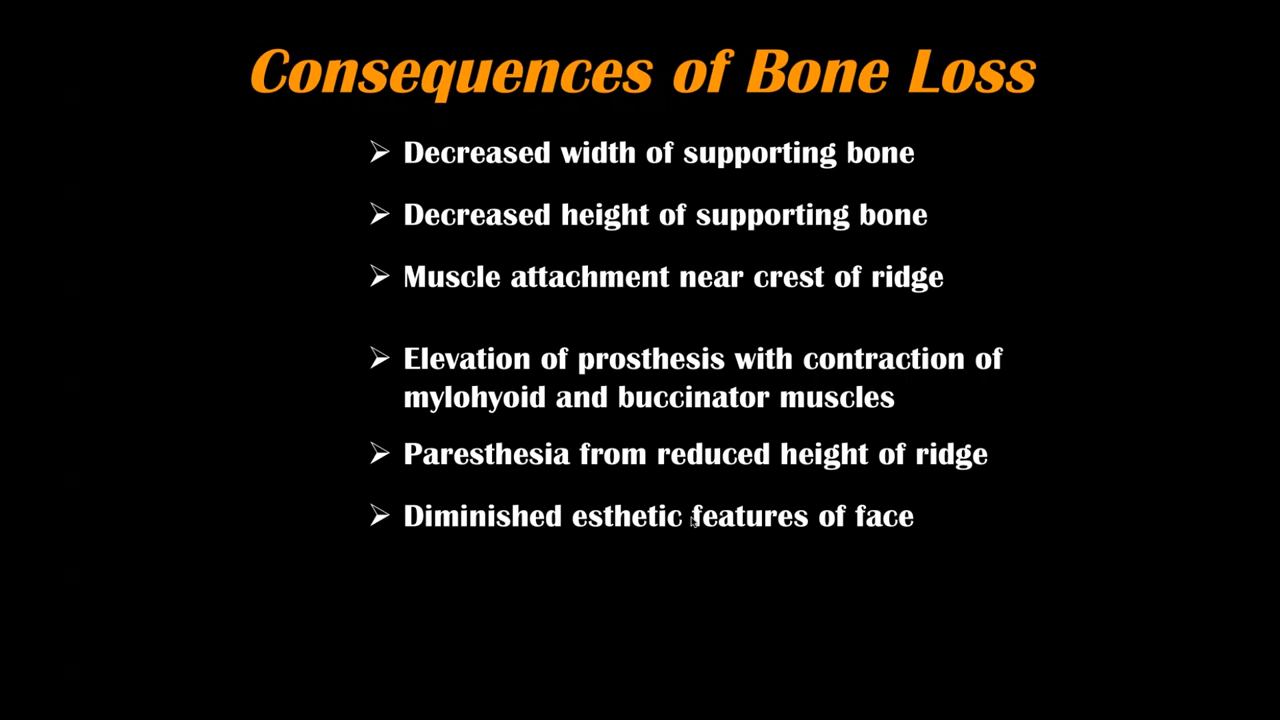 Consequences of Bone Loss
➢ Decreased width of supporting bone
➢ Decreased height of supporting bone
➢ Muscle attachment near crest of ridge
➢ Elevation of prosthesis with contraction of
mylohyoid and buccinator muscles
➢ Paresthesia from reduced height of ridge
➢ Diminished esthetic features of face